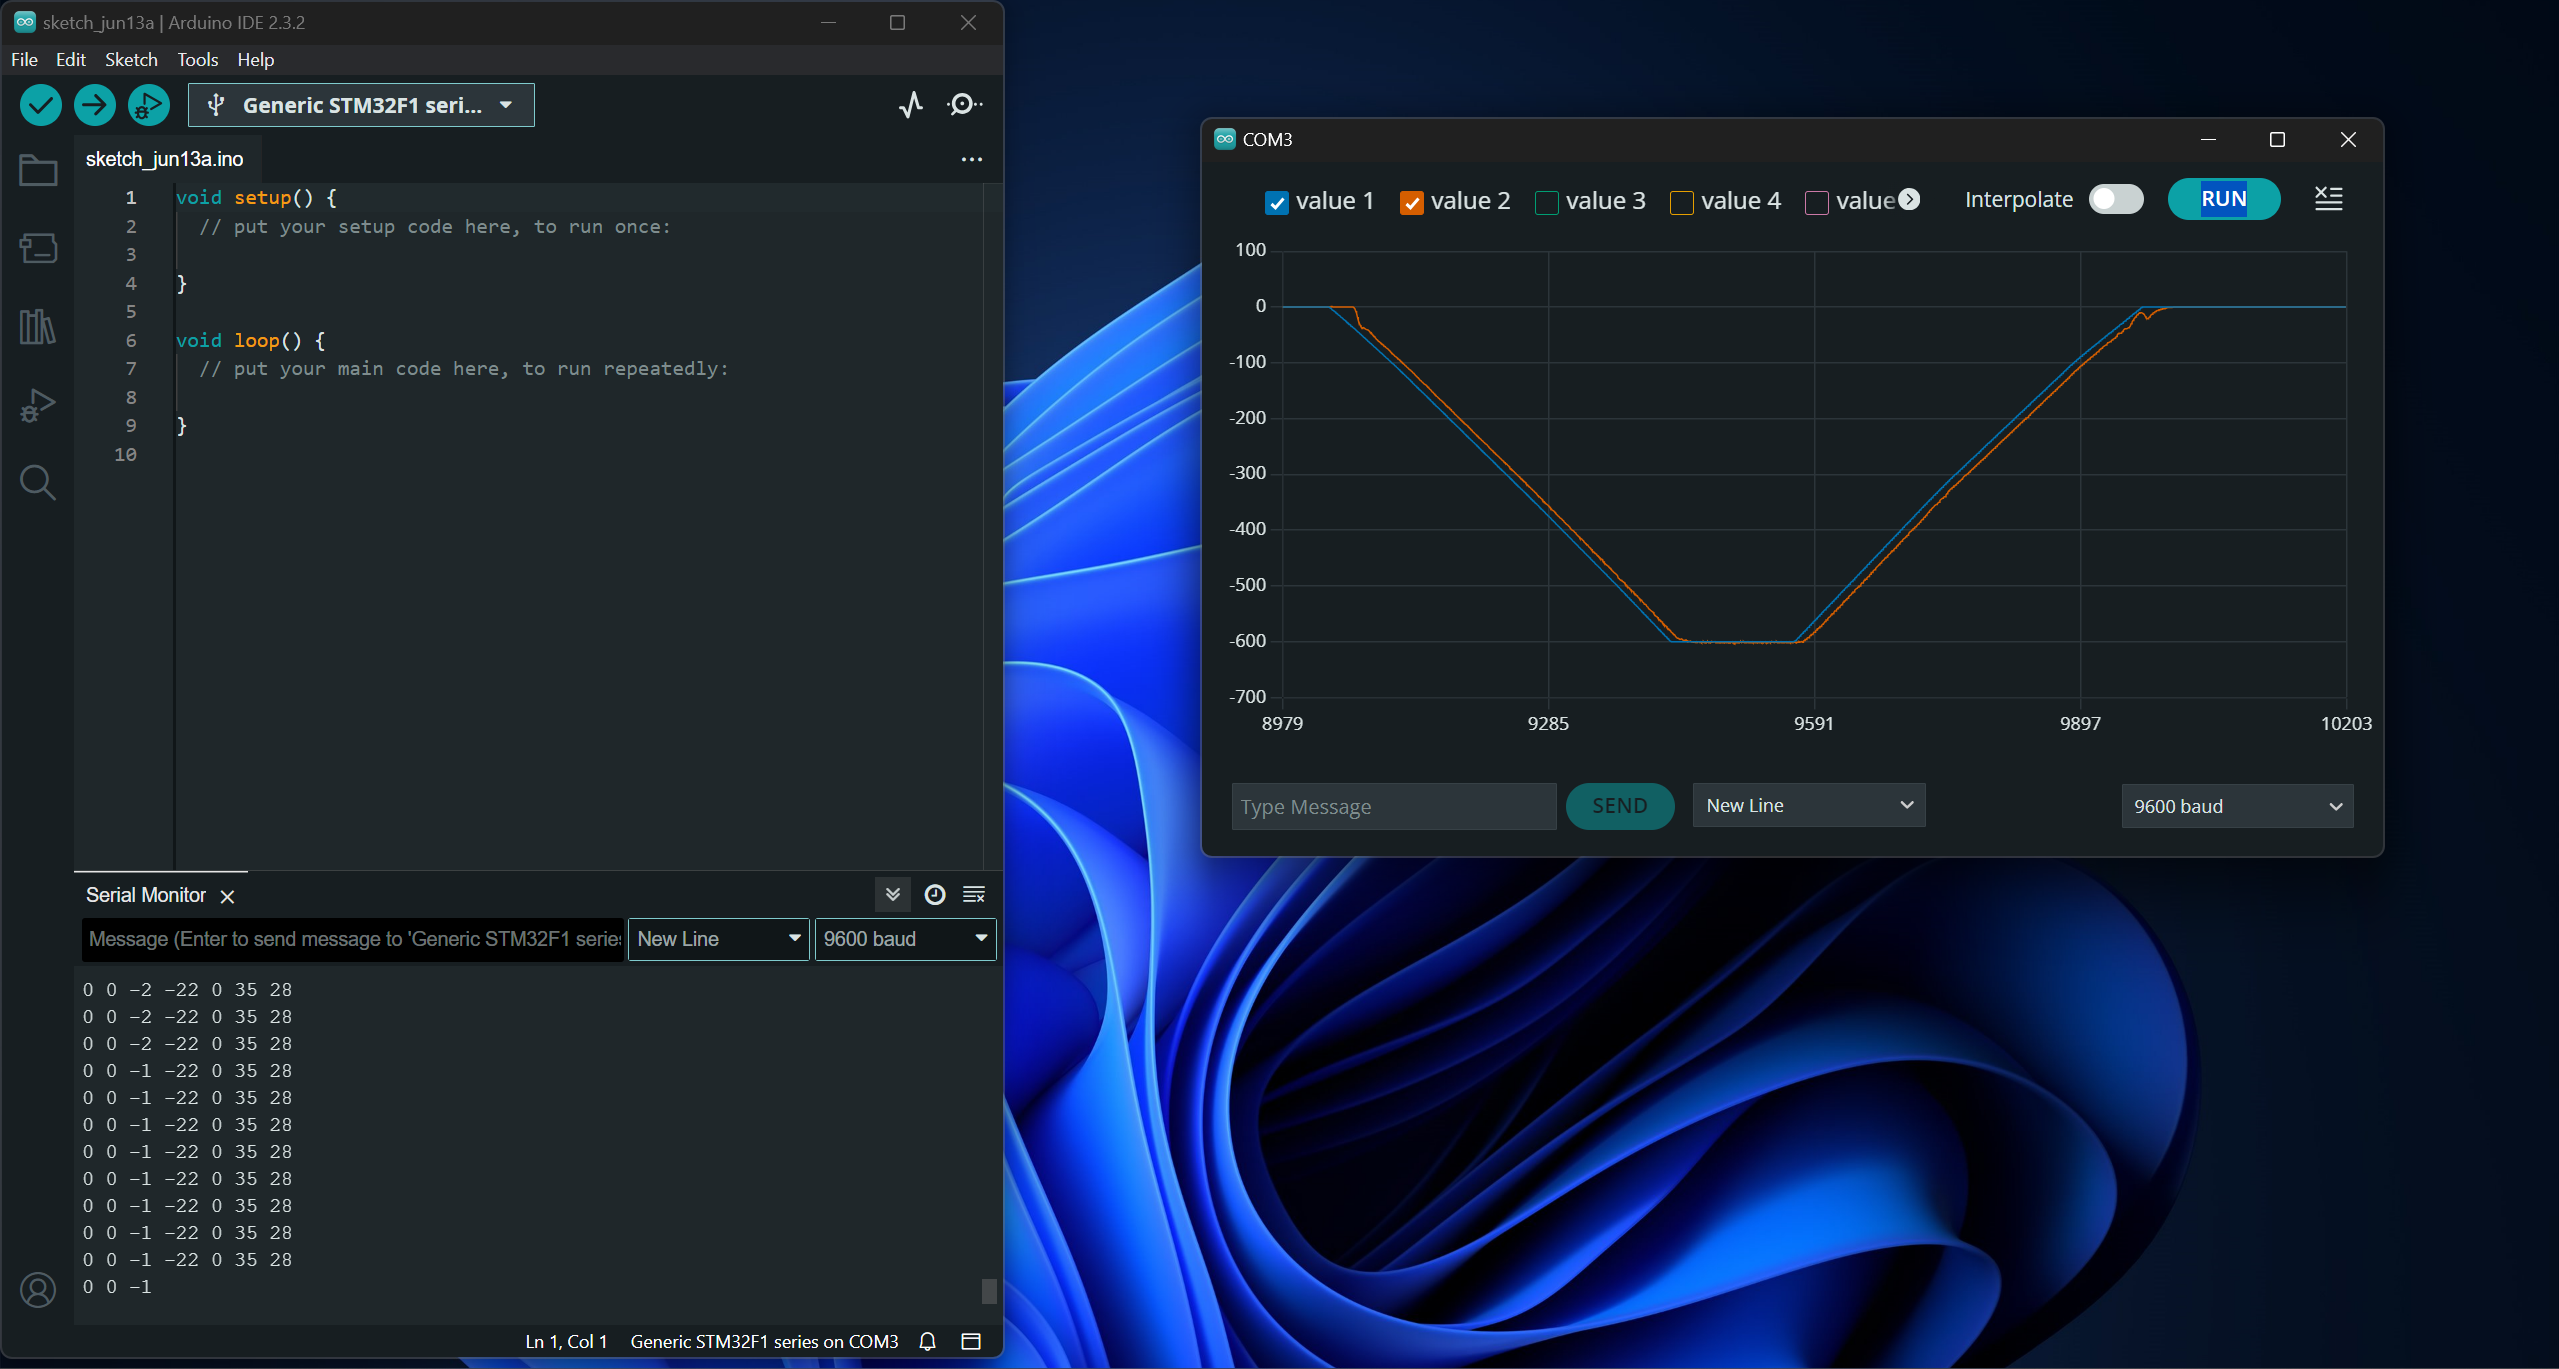 sketch_jun13a | Arduino IDE 2.3.2
File Edit Sketch Tools Help
Generic STM32F1 seri...
sketch_jun13a.ino
1 void setup() {
2 // put your setup code here, to run once:
3
4 }
5
6 void loop() {
7 // put your main code here, to run repeatedly:
8
9 }
10
Serial Monitor
Message (Enter to send message to 'Generic STM32F1 series New Line 9600 baud
0 0 -2 -22 0 35 28
0 0 -2 -22 0 35 28
0 0 -2 -22 0 35 28
0 0 -1 -22 0 35 28
0 0 -1 -22 0 35 28
0 0 -1 -22 0 35 28
0 0 -1 -22 0 35 28
0 0 -1 -22 0 35 28
0 0 -1 -22 0 35 28
0 0 -1 -22 0 35 28
0 0 -1 -22 0 35 28
0 0 -1
Ln 1, Col 1 Generic STM32F1 series on COM3
COM3
value 1 value 2 value 3 value 4 value Interpolate RUN
100
0
-100
-200
-300
-400
-500
-600
-700
8979 9285 9591 9897 10203
Type Message SEND New Line 9600 baud